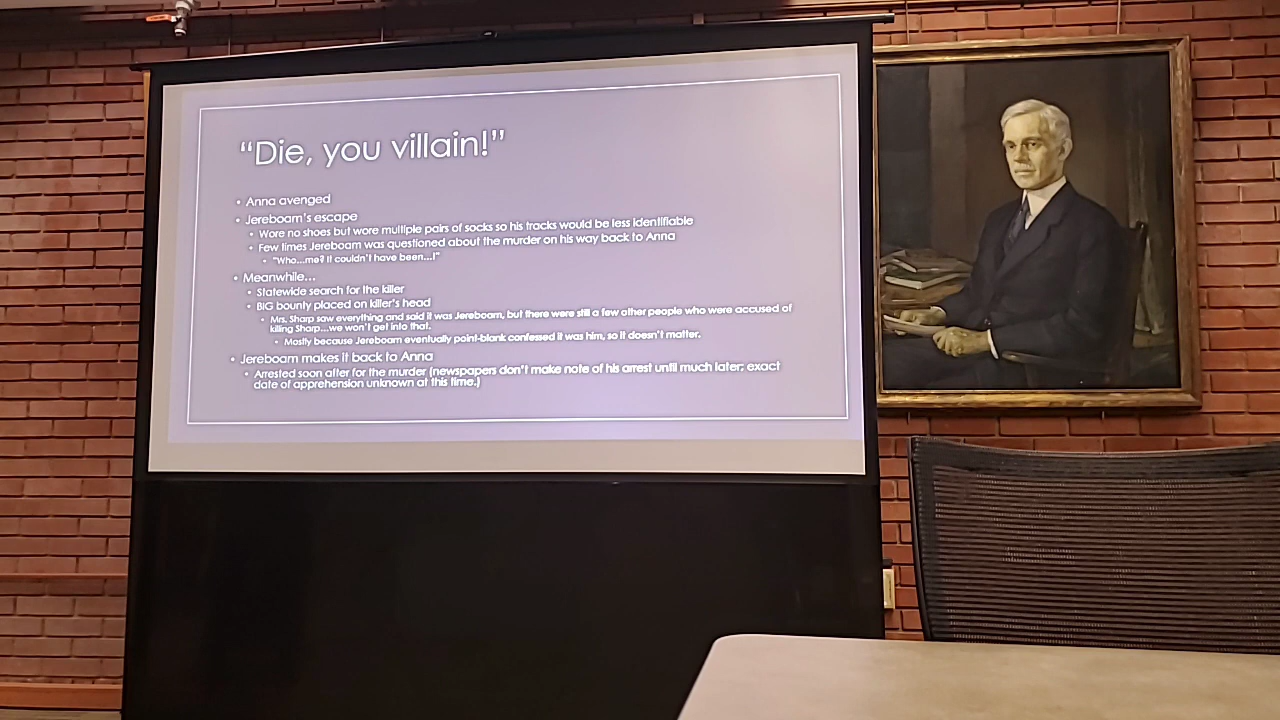 “Die, you villain!”
• Anna avenged
• Jereboam’s escape
• Wore no shoes but wore multiple pairs of socks so his tracks would be less identifiable
• Few times Jereboam was questioned about the murder on his way back to Anna
• “Who...me? It couldn’t have been...!”
• Meanwhile...
• Statewide search for the killer
• BIG bounty placed on killer’s head
• Mrs. Sharp saw everything and said it was Jereboam, but there were still a few other people who were accused of
killing Sharp...we won’t get into that.
• Mostly because Jereboam eventually point-blank confessed it was him, so it doesn’t matter.
• Jereboam makes it back to Anna
• Arrested soon after for the murder (newspapers don’t make note of his arrest until much later; exact
date of apprehension unknown at this time.)